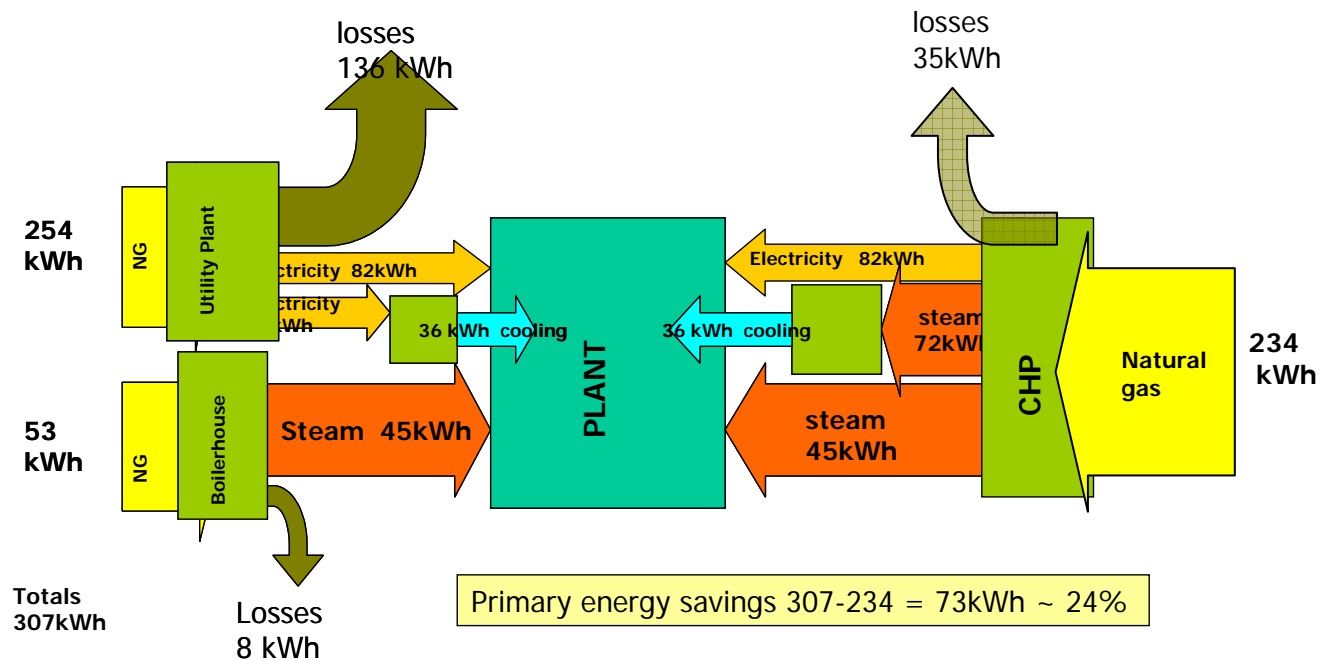 losses
136 kWh
losses
35kWh
254
kWh
NG
Utility Plant
ctricity 82kWh
ctricity
kWh
36 kWh cooling
PLANT
Electricity 82kWh
36 kWh cooling
steam
72kWh
CHP
Natural
gas
234
kWh
53
kWh
NG
Boilerhouse
Steam 45kWh
steam
45kWh
Totals
307kWh
Losses
8 kWh
Primary energy savings 307-234 = 73kWh ~ 24%